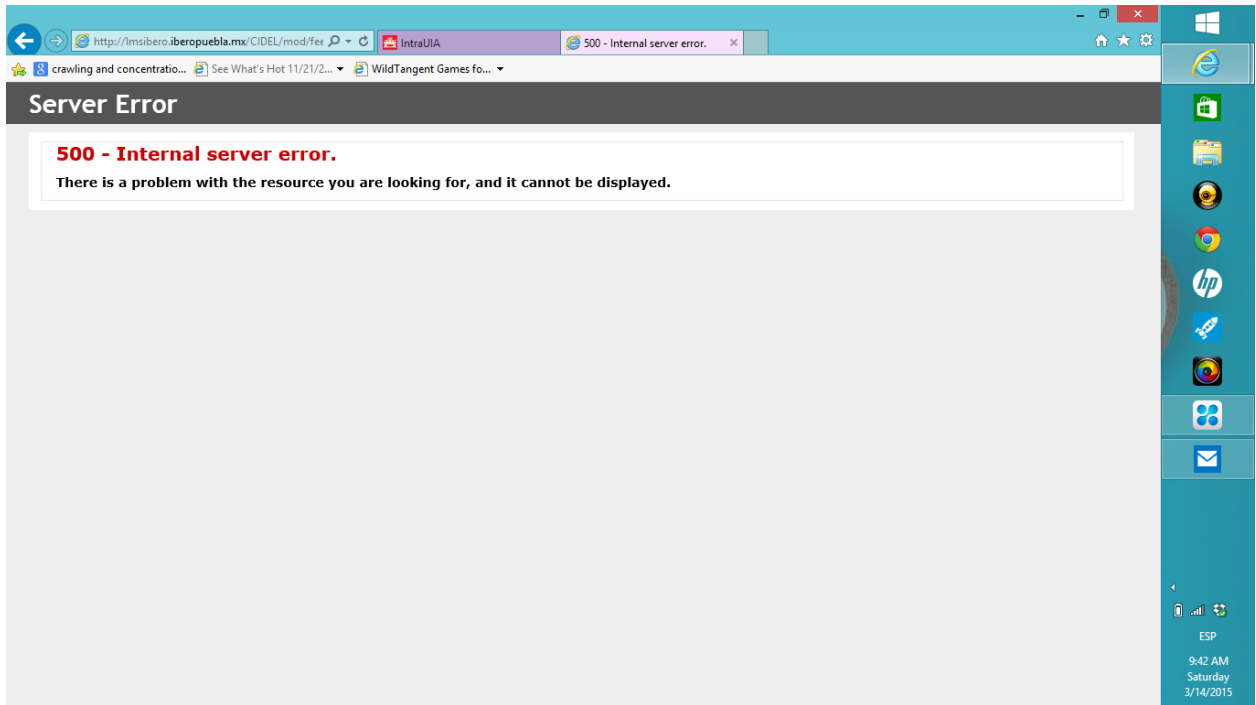 http://lmsibero.iberopuebla.mx/CIDEL/mod/fee
IntraUIA
500 - Internal server error.
crawling and concentratio...
See What's Hot 11/21/2...
WildTangent Games fo...
Server Error
500 - Internal server error.
There is a problem with the resource you are looking for, and it cannot be displayed.
hp
ESP
9:42 AM
Saturday
3/14/2015